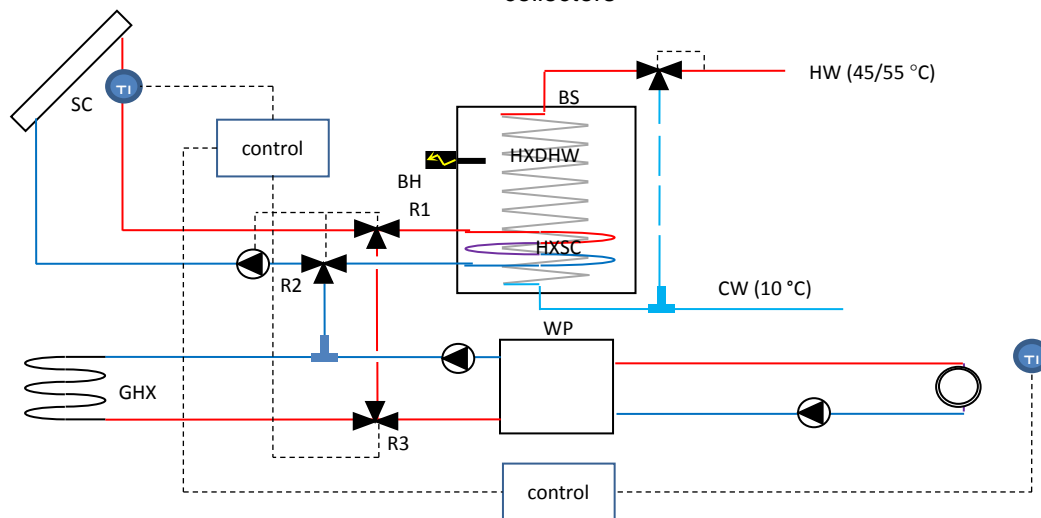 HW (45/55 °C)
TI
SC
BS
control
HXDHW
BH
R1
HXSC
R2
CW (10 °C)
WP
TI
GHX
R3
control